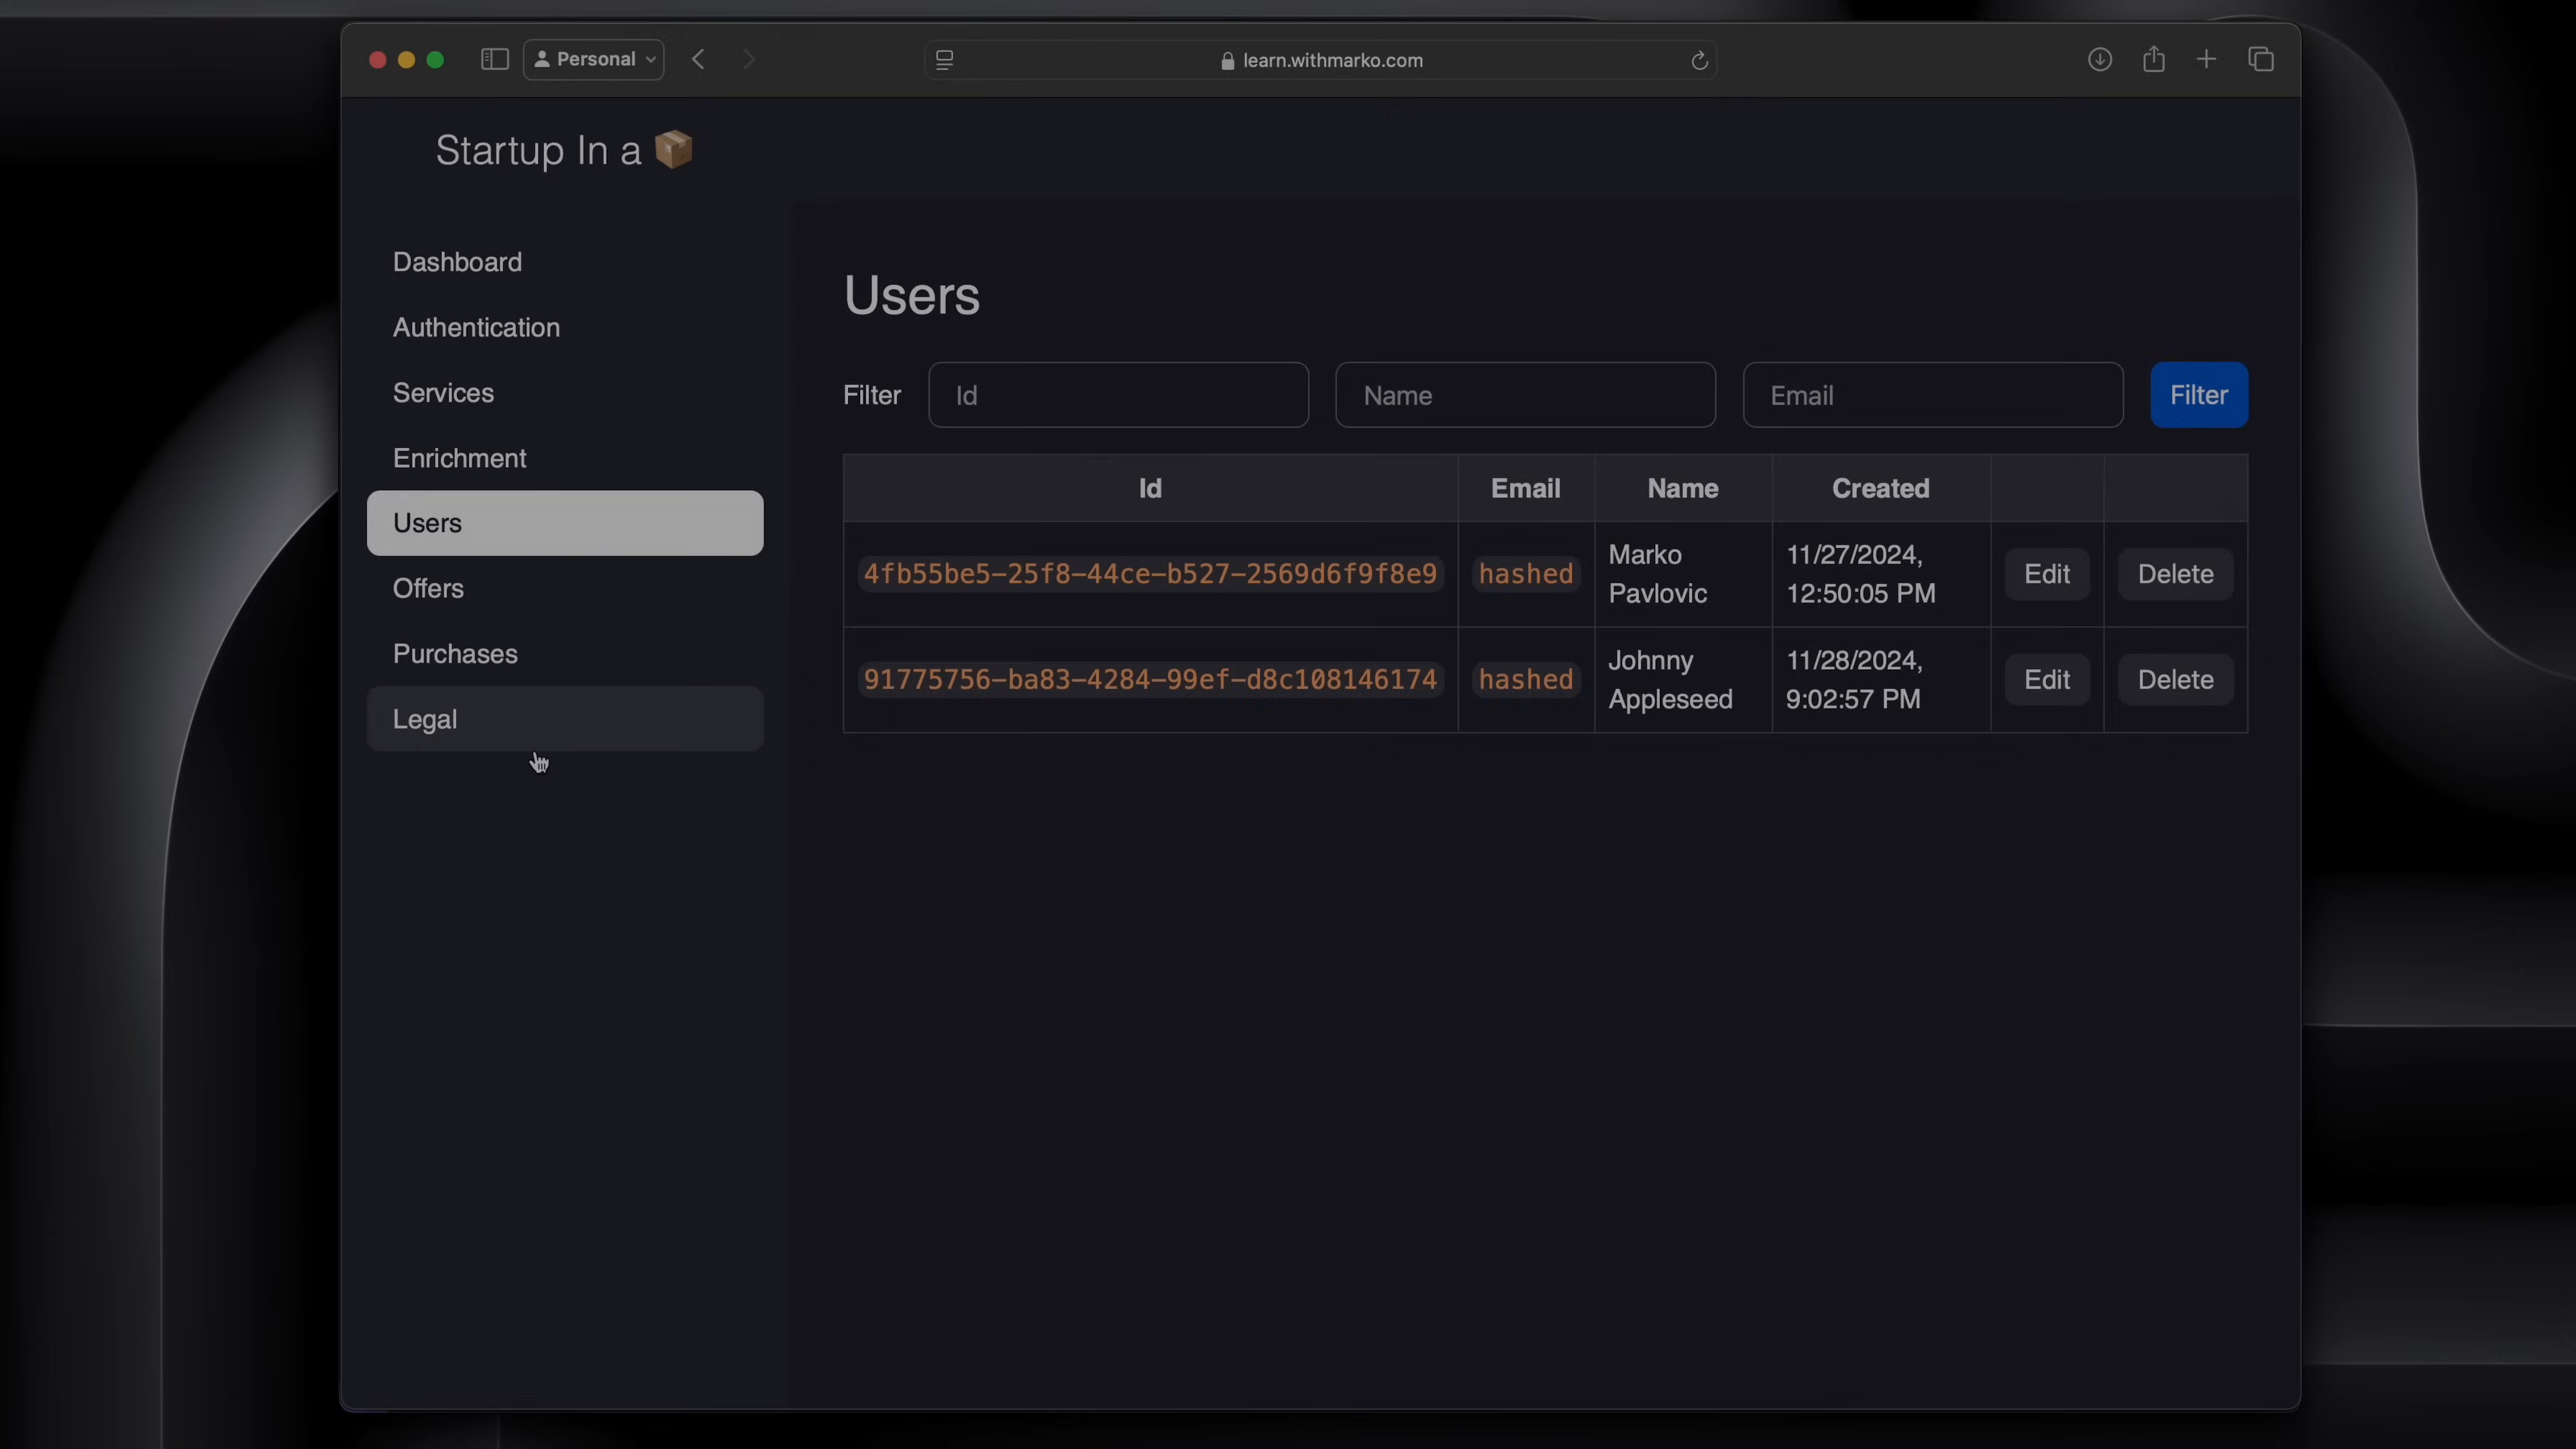 Personal
learn.withmarko.com
Startup In a 📦
Dashboard
Authentication
Services
Enrichment
Users
Offers
Purchases
Legal
Users
Filter Id Name Email Filter
Id Email Name Created
4fb55be5-25f8-44ce-b527-2569d6f9f8e9 hashed Marko Pavlovic 11/27/2024, 12:50:05 PM Edit Delete
91775756-ba83-4284-99ef-d8c108146174 hashed Johnny Appleseed 11/28/2024, 9:02:57 PM Edit Delete